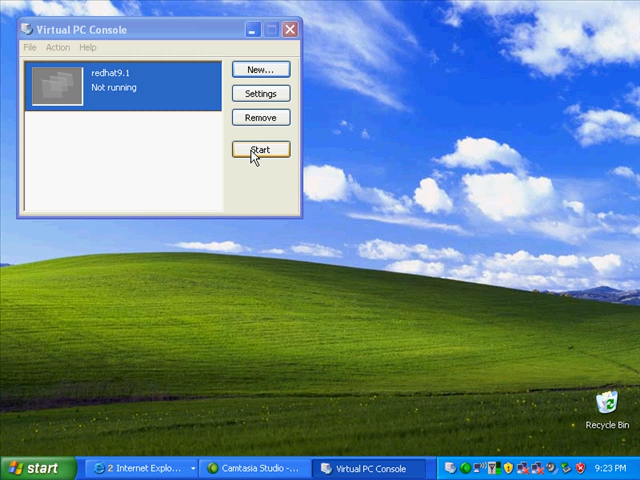 Virtual PC Console
File Action Help
redhat9.1
Not running
New...
Settings
Remove
Start
Recycle Bin
start
2 Internet Explo...
Camtasia Studio -...
Virtual PC Console
9:23 PM